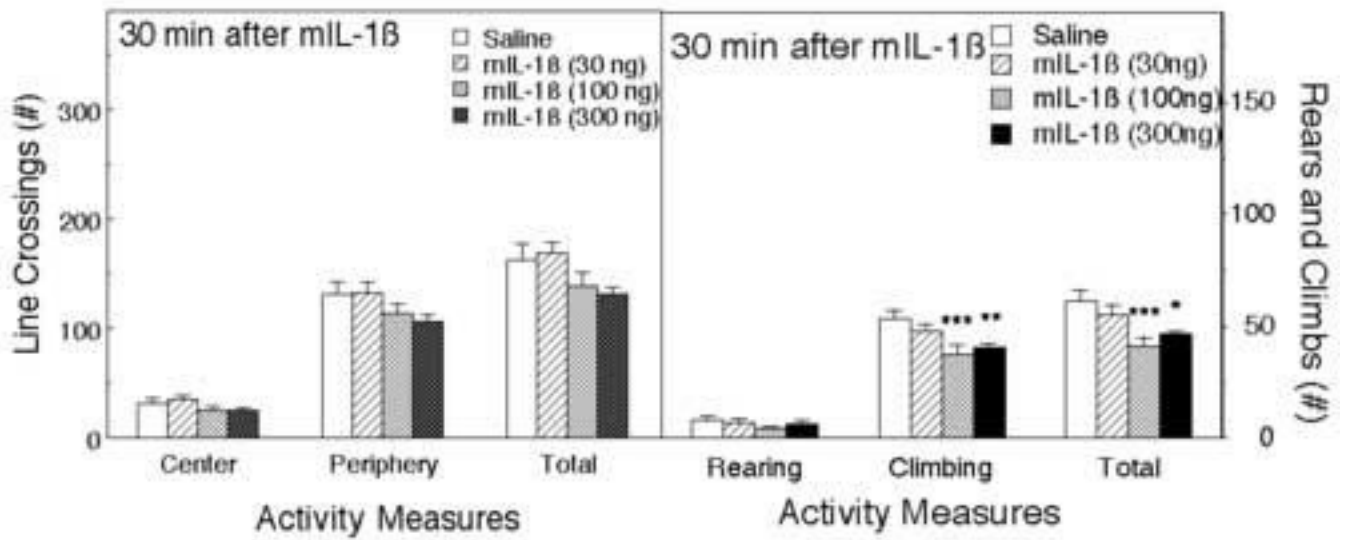 30 min after mIL-1ß
Saline
mIL-1ß (30 ng)
mIL-1ß (100 ng)
mIL-1ß (300 ng)
Line Crossings (#)
300
200
100
0
Center Periphery Total
Activity Measures
30 min after mIL-1ß
Saline
mIL-1ß (30ng)
mIL-1ß (100ng)
mIL-1ß (300ng)
*** **
*** *
Rears and Climbs (#)
150
100
50
0
Rearing Climbing Total
Activity Measures